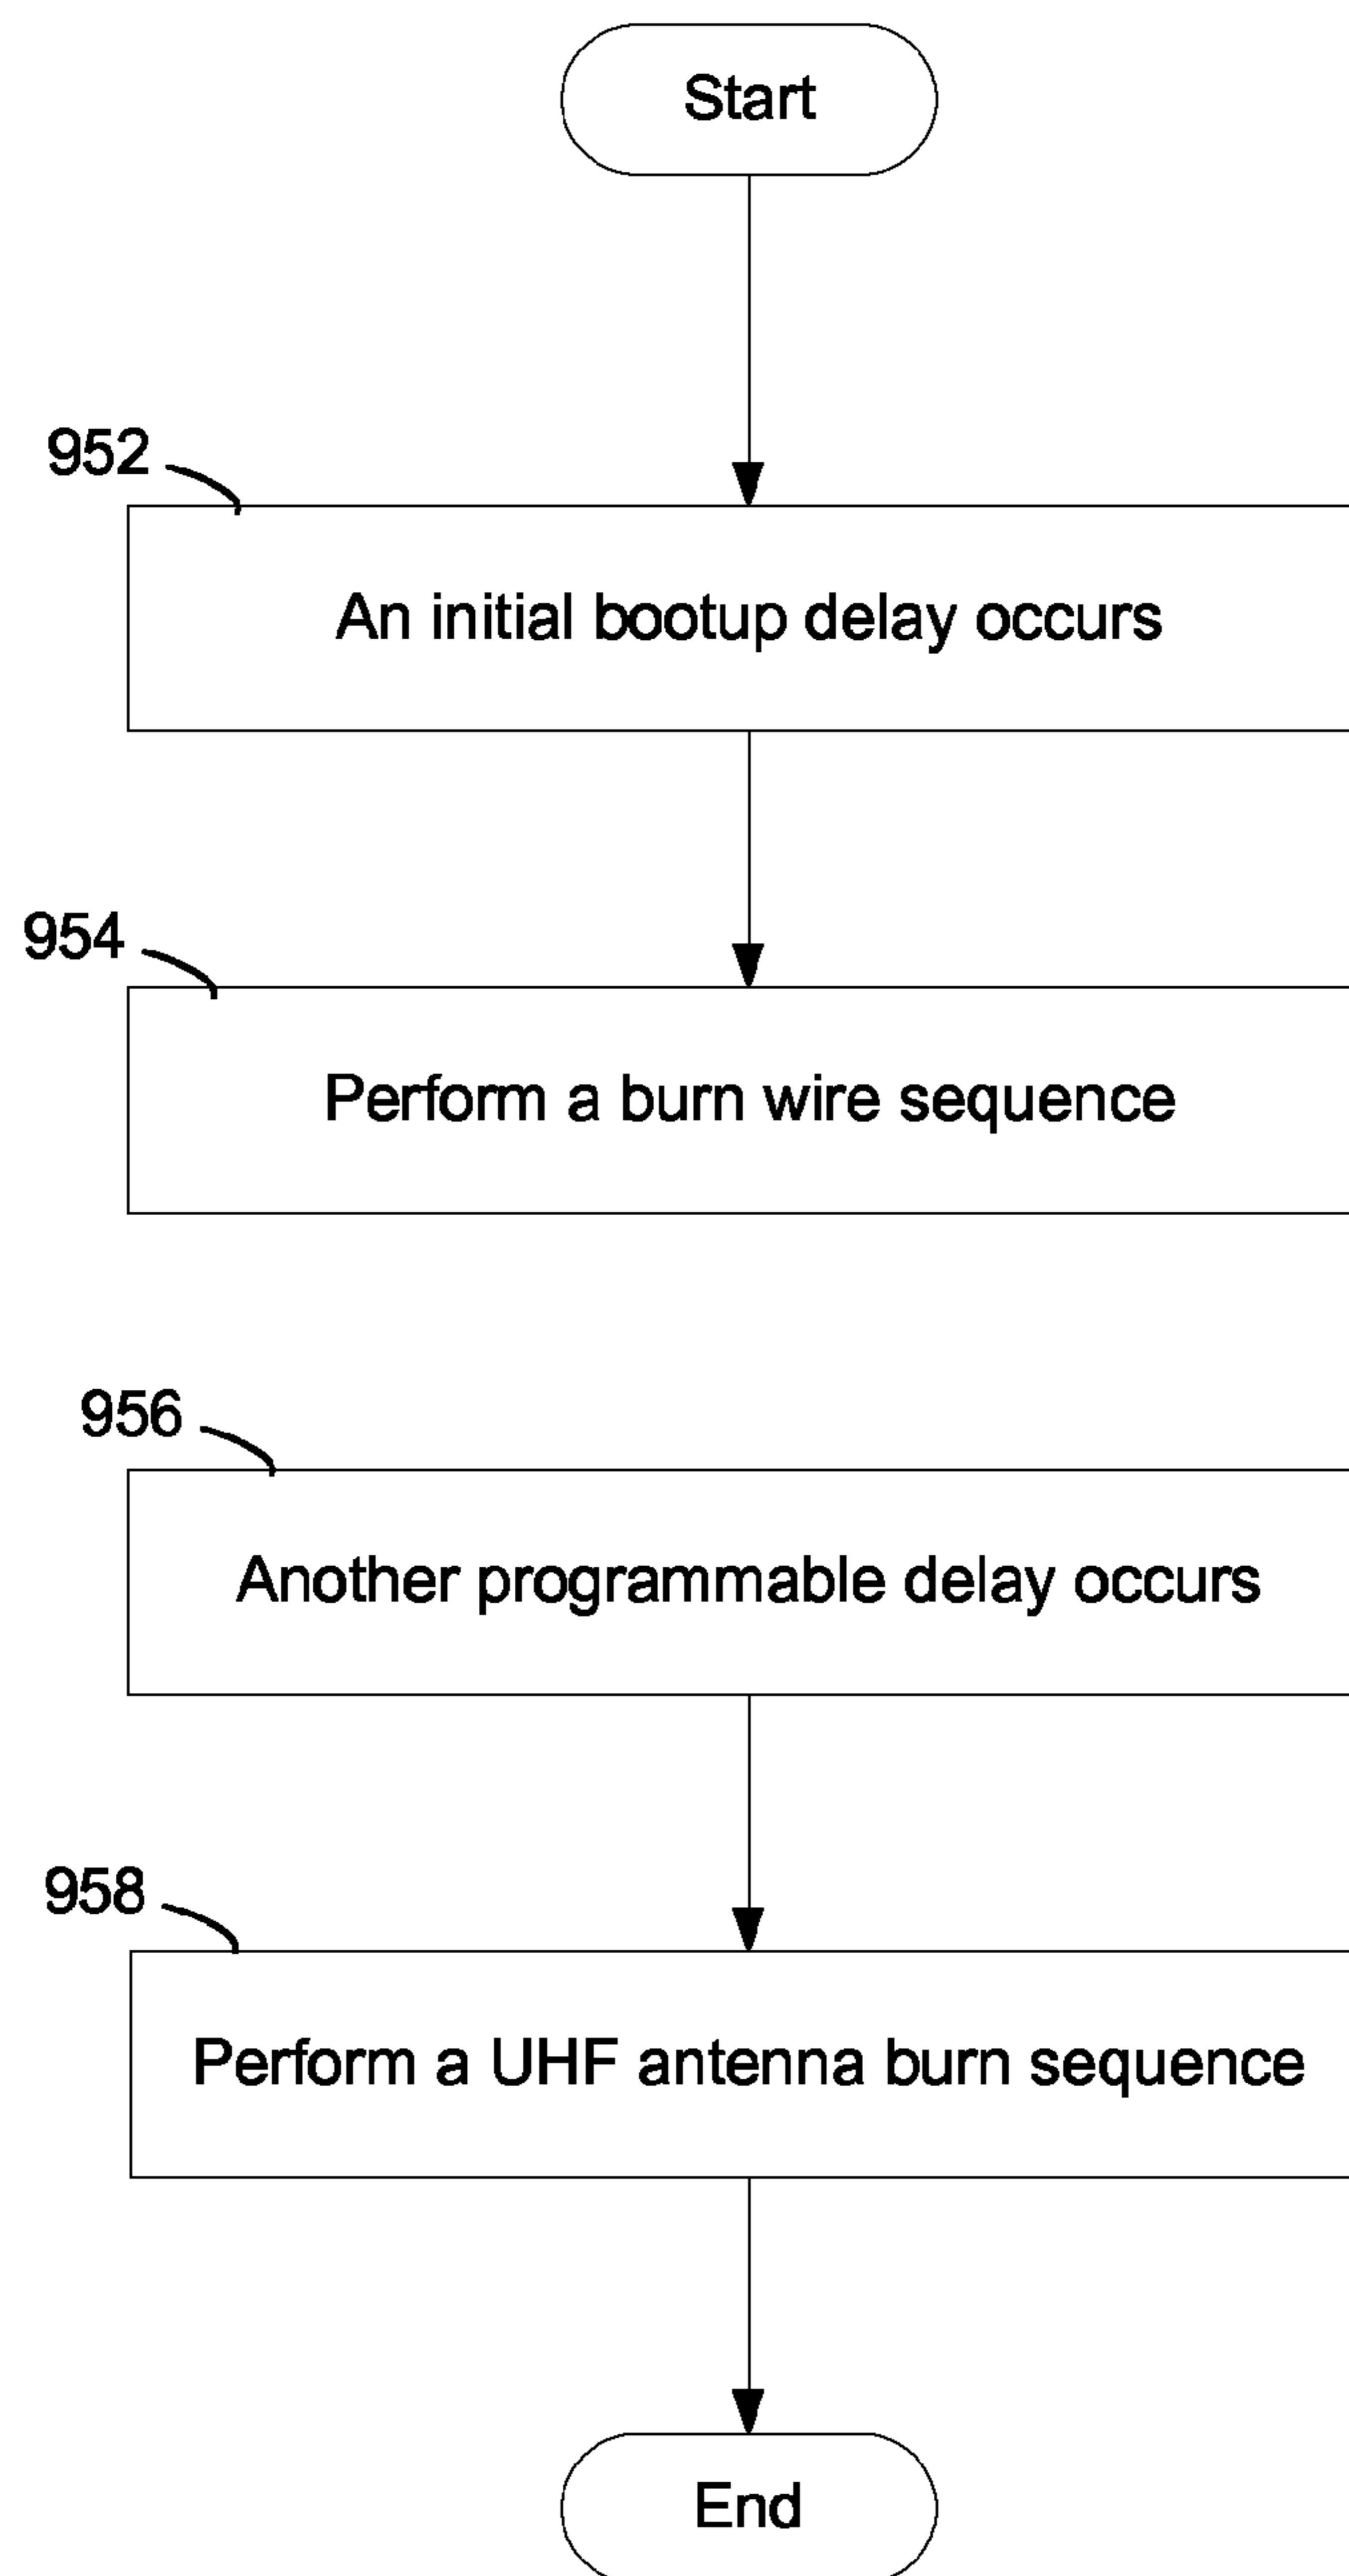 Start
952
An initial bootup delay occurs
954
Perform a burn wire sequence
956
Another programmable delay occurs
958
Perform a UHF antenna burn sequence
End